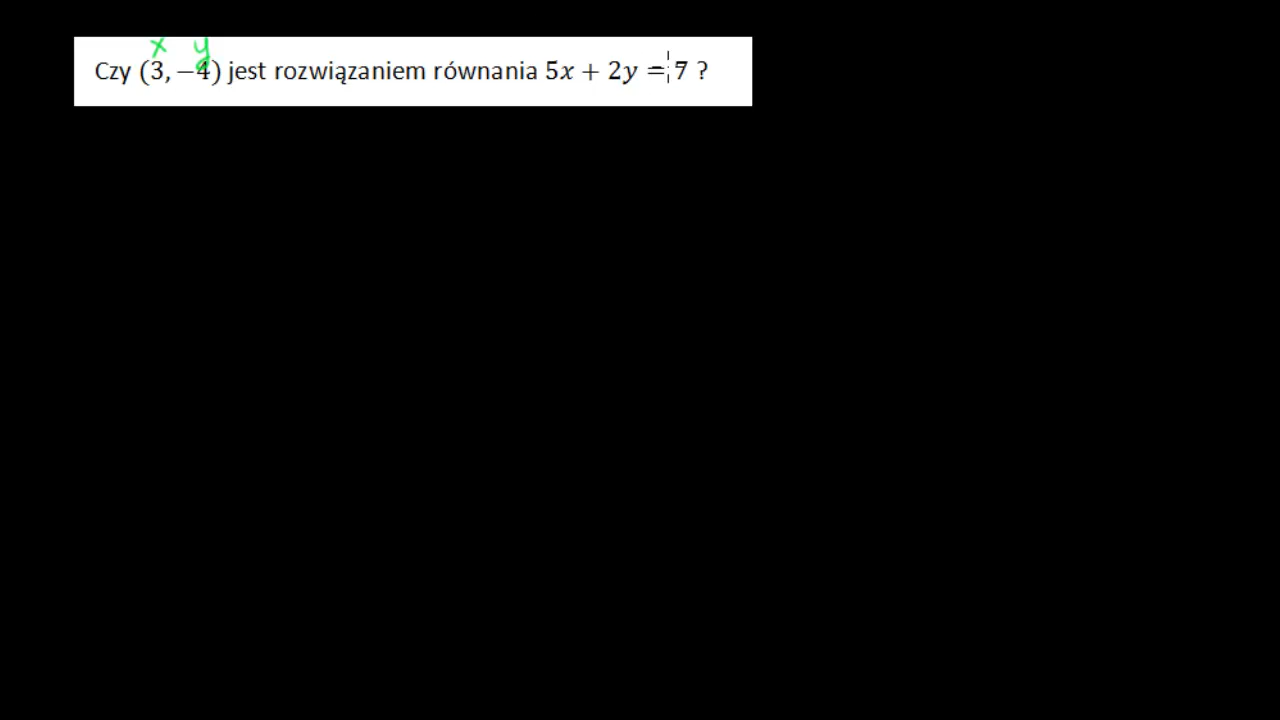 x y
Czy (3, −4) jest rozwiązaniem równania 5x + 2y = 7 ?